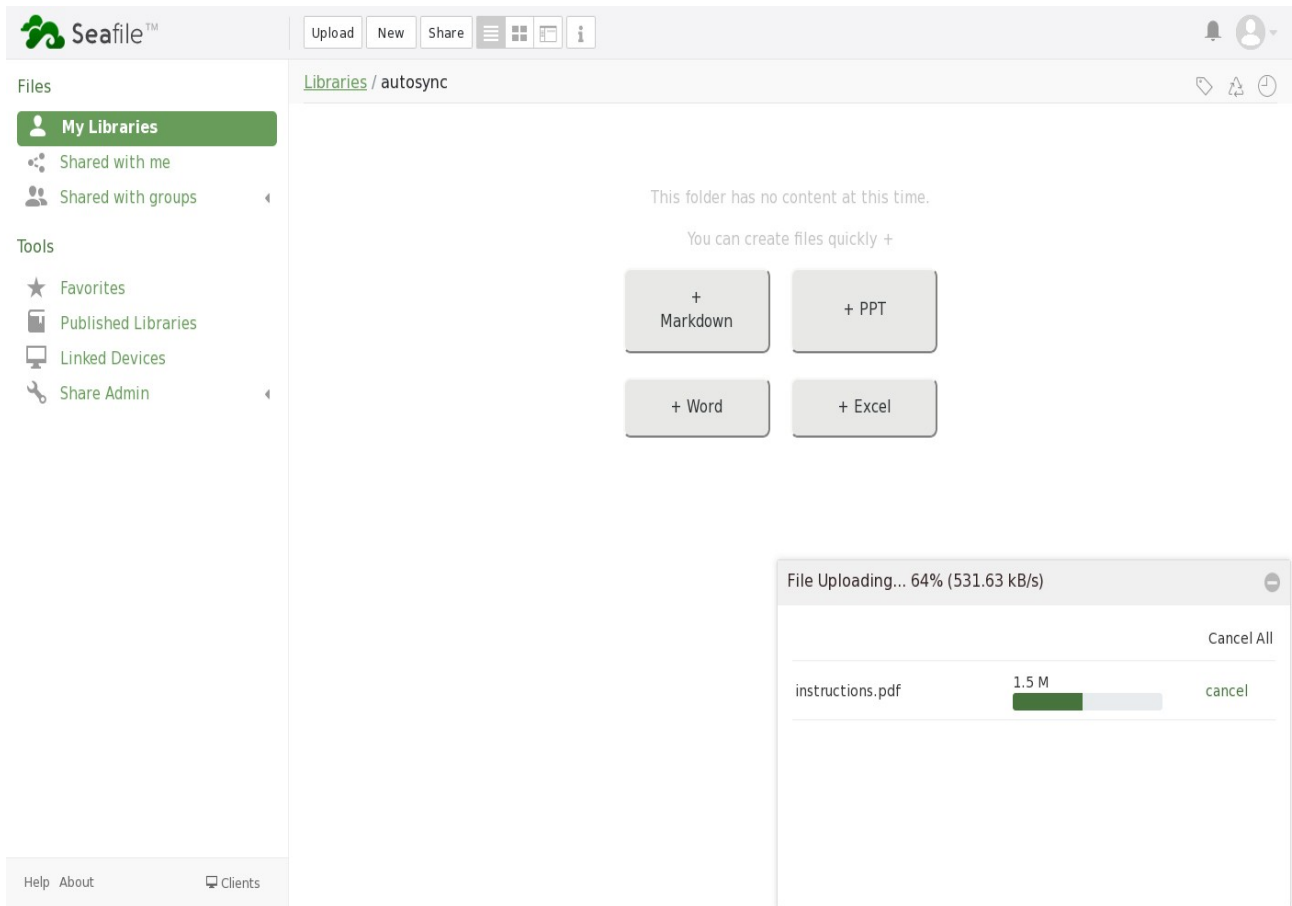 Seafile™
Upload New Share
Files
Libraries / autosync
My Libraries
Shared with me
Shared with groups
Tools
Favorites
Published Libraries
Linked Devices
Share Admin
This folder has no content at this time.
You can create files quickly +
+
Markdown
+ PPT
+ Word
+ Excel
File Uploading... 64% (531.63 kB/s)
Cancel All
instructions.pdf
1.5 M
cancel
Help About Clients